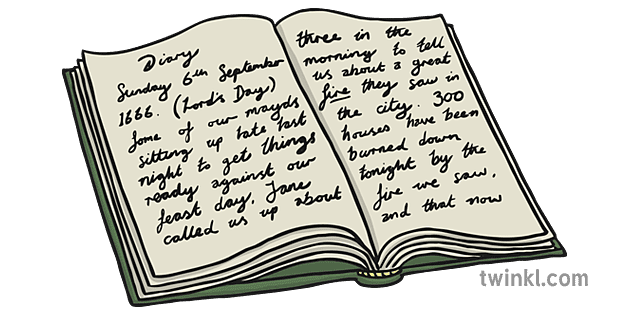 Diary
Sunday 6th September
1666. (Lord's Day)
Some of our mayds
sitting up late last
night to get things
ready against our
feast day, Jane
called us up about
three in the
morning to tell
us about a great
fire they saw in
the city. 300
houses have been
burned down
tonight by the
fire we saw,
and that now
twinkl.com